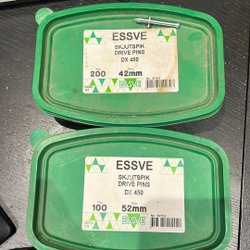 ESSVE
SKJUTSPIK
DRIVE PINS
DX 450
200 42mm
ESSVE
SKJUTSPIK
DRIVE PINS
DX 450
100 52mm